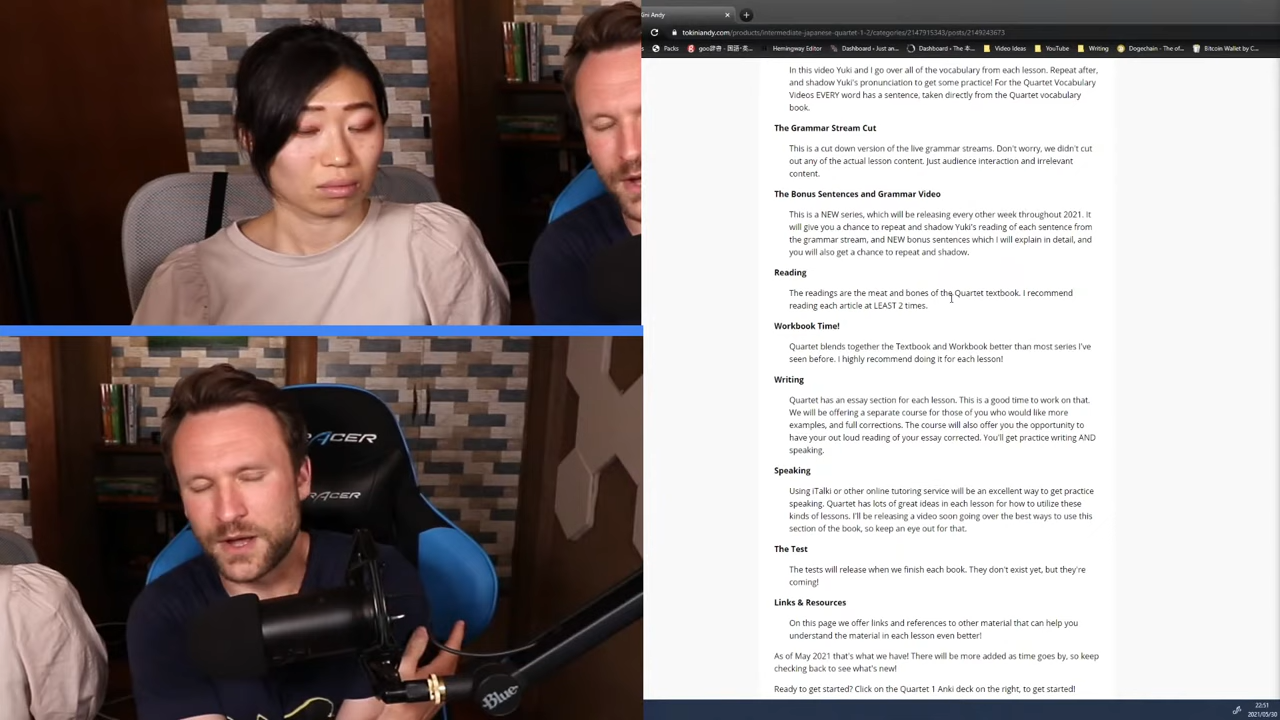 ini Andy
tokiniandy.com/products/intermediate-japanese-quartet-1-2/categories/2147915343/posts/2149243673
Packs
Hemingway Editor
Dashboard ‹ Just an...
Dashboard ‹ The 本...
Video Ideas
YouTube
Writing
Dogechain - The of...
Bitcoin Wallet by C...
In this video Yuki and I go over all of the vocabulary from each lesson. Repeat after,
and shadow Yuki's pronunciation to get some practice! For the Quartet Vocabulary
Videos EVERY word has a sentence, taken directly from the Quartet vocabulary
book.
The Grammar Stream Cut
This is a cut down version of the live grammar streams. Don't worry, we didn't cut
out any of the actual lesson content. Just audience interaction and irrelevant
content.
The Bonus Sentences and Grammar Video
This is a NEW series, which will be releasing every other week throughout 2021. It
will give you a chance to repeat and shadow Yuki's reading of each sentence from
the grammar stream, and NEW bonus sentences which I will explain in detail, and
you will also get a chance to repeat and shadow.
Reading
The readings are the meat and bones of the Quartet textbook. I recommend
reading each article at LEAST 2 times.
Workbook Time!
Quartet blends together the Textbook and Workbook better than most series I've
seen before. I highly recommend doing it for each lesson!
Writing
Quartet has an essay section for each lesson. This is a good time to work on that.
We will be offering a separate course for those of you who would like more
examples, and full corrections. The course will also offer you the opportunity to
have your out loud reading of your essay corrected. You'll get practice writing AND
speaking.
Speaking
Using iTalki or other online tutoring service will be an excellent way to get practice
speaking. Quartet has lots of great ideas in each lesson for how to utilize these
kinds of lessons. I'll be releasing a video soon going over the best ways to use this
section of the book, so keep an eye out for that.
The Test
The tests will release when we finish each book. They don't exist yet, but they're
coming!
Links & Resources
On this page we offer links and references to other material that can help you
understand the material in each lesson even better!
As of May 2021 that's what we have! There will be more added as time goes by, so keep
checking back to see what's new!
Ready to get started? Click on the Quartet 1 Anki deck on the right, to get started!
22:51
2021/05/30
PACER
ACER
Blue